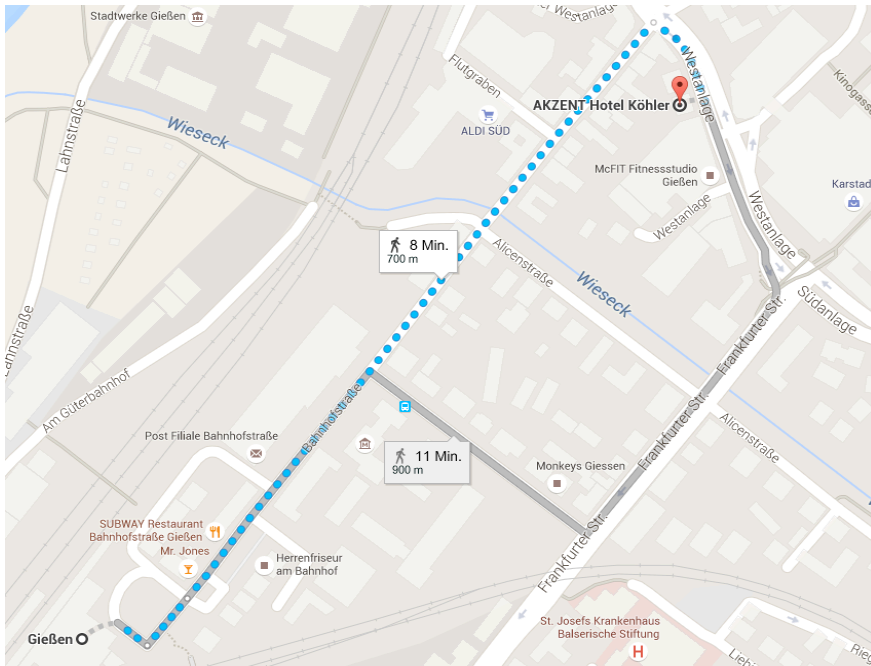 Stadtwerke Gießen
er Westanlage
Westanlage
Kinogasse
Flutgraben
AKZENT Hotel Köhler
Lahnstraße
Wieseck
ALDI SÜD
McFIT Fitnessstudio
Gießen
Karstad
Westanlage
Westanlage
8 Min.
700 m
Alicenstraße
Wieseck
Südanlage
Lahnstraße
Frankfurter Str.
Am Güterbahnhof
Bahnhofstraße
Frankfurter Str.
Alicenstraße
Post Filiale Bahnhofstraße
11 Min.
900 m
Monkeys Giessen
SUBWAY Restaurant
Bahnhofstraße Gießen
Mr. Jones
Herrenfriseur
am Bahnhof
Frankfurter Str.
Gießen
St. Josefs Krankenhaus
Balserische Stiftung
H
Liebi
Rieg